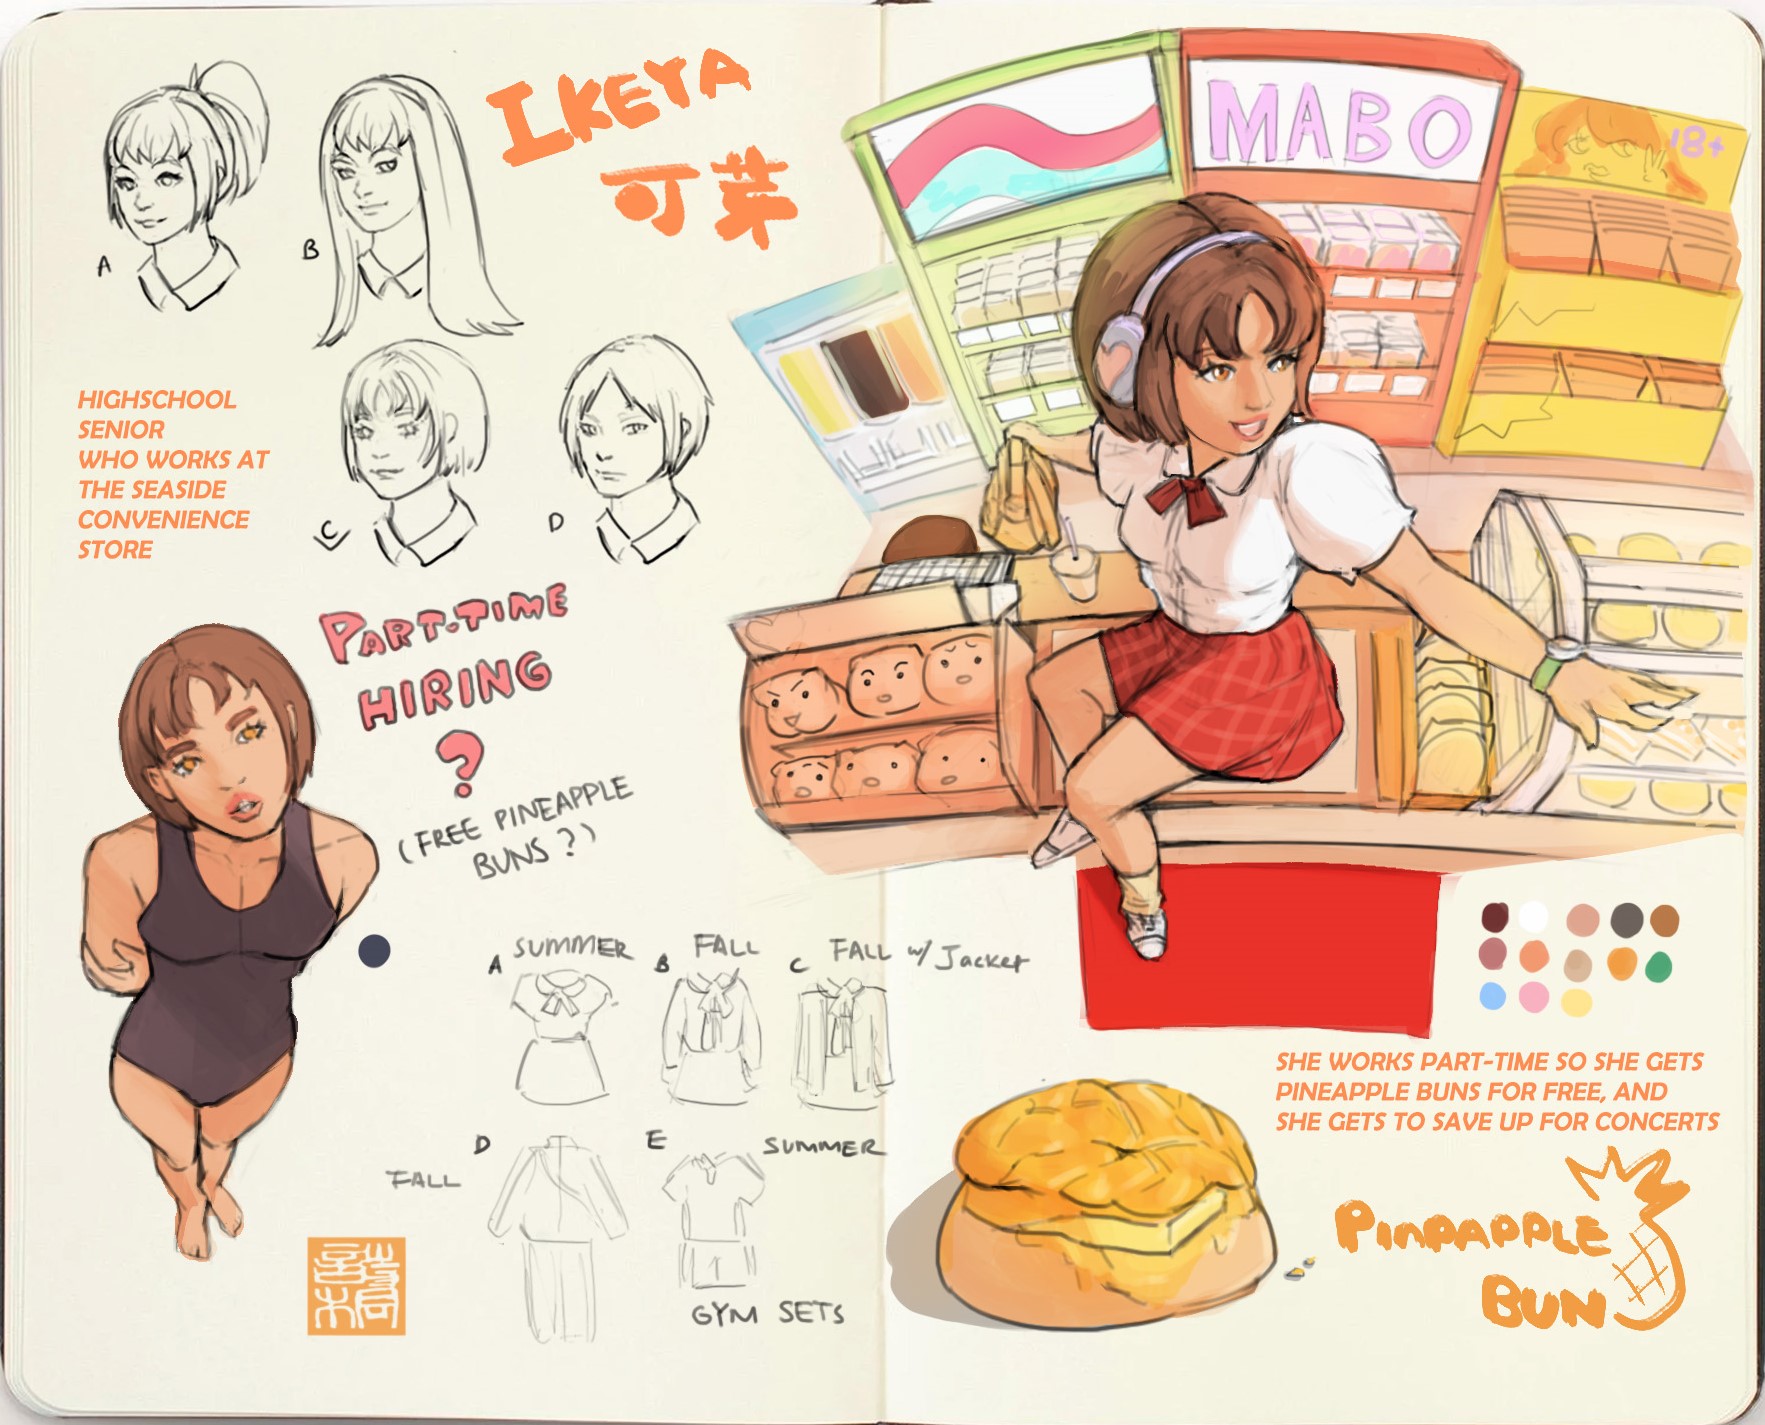 IKEYA
可芽
A
B
C
D
HIGHSCHOOL
SENIOR
WHO WORKS AT
THE SEASIDE
CONVENIENCE
STORE
PART-TIME
HIRING
?
(FREE PINEAPPLE
BUNS?)
A SUMMER
B FALL
C FALL w/ Jacket
D
FALL
E
SUMMER
GYM SETS
MABO
18+
SHE WORKS PART-TIME SO SHE GETS
PINEAPPLE BUNS FOR FREE, AND
SHE GETS TO SAVE UP FOR CONCERTS
PINEAPPLE
BUN